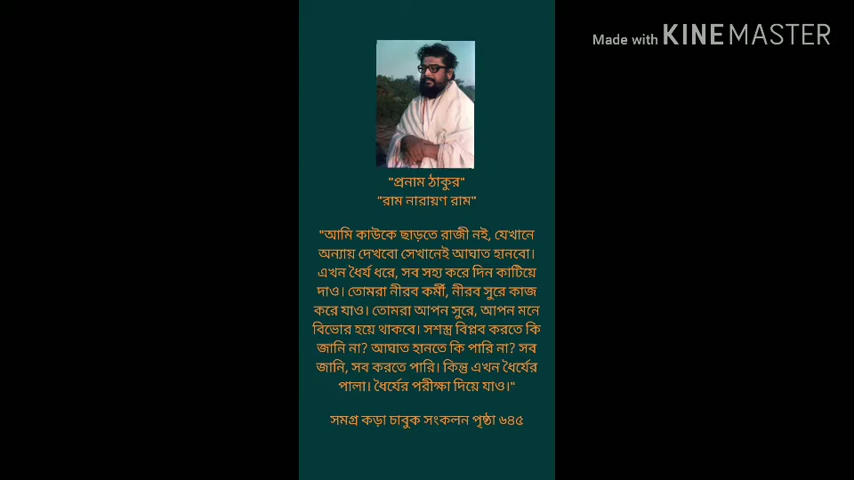 Made with KINEMASTER
"প্রনাম ঠাকুর"
"রাম নারায়ণ রাম"
"আমি কাউকে ছাড়তে রাজী নই, যেখানে
অন্যায় দেখবো সেখানেই আঘাত হানবো।
এখন ধৈর্য ধরে, সব সহ্য করে দিন কাটিয়ে
দাও। তোমরা নীরব কর্মী, নীরব সুরে কাজ
করে যাও। তোমরা আপন সুরে, আপন মনে
বিভোর হয়ে থাকবে। সশস্ত্র বিপ্লব করতে কি
জানি না? আঘাত হানতে কি পারি না? সব
জানি, সব করতে পারি। কিন্তু এখন ধৈর্যের
পালা। ধৈর্যের পরীক্ষা দিয়ে যাও।"
সমগ্র কড়া চাবুক সংকলন পৃষ্ঠা ৬৪৫